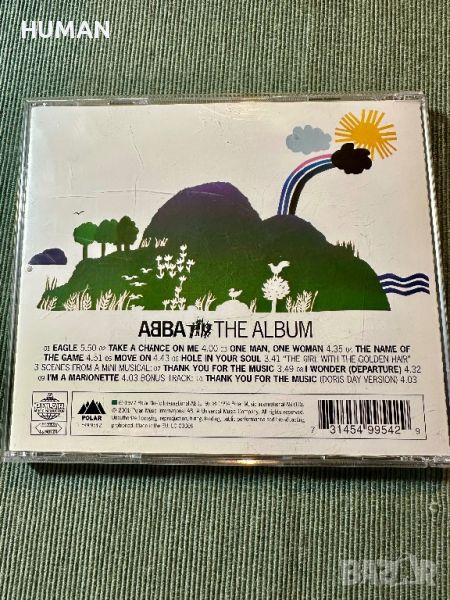 HUMAN
ABBA THE ALBUM
01 EAGLE 5.50 02 TAKE A CHANCE ON ME 4.00 03 ONE MAN, ONE WOMAN 4.35 04 THE NAME OF
THE GAME 4.51 05 MOVE ON 4.43 06 HOLE IN YOUR SOUL 3.41 "THE GIRL WITH THE GOLDEN HAIR"
3 SCENES FROM A MINI MUSICAL: 07 THANK YOU FOR THE MUSIC 3.49 08 I WONDER (DEPARTURE) 4.32
09 I'M A MARIONETTE 4.03 BONUS TRACK: 10 THANK YOU FOR THE MUSIC (DORIS DAY VERSION) 4.03
POLAR
7 31454 99542 9
BAZAR.BG